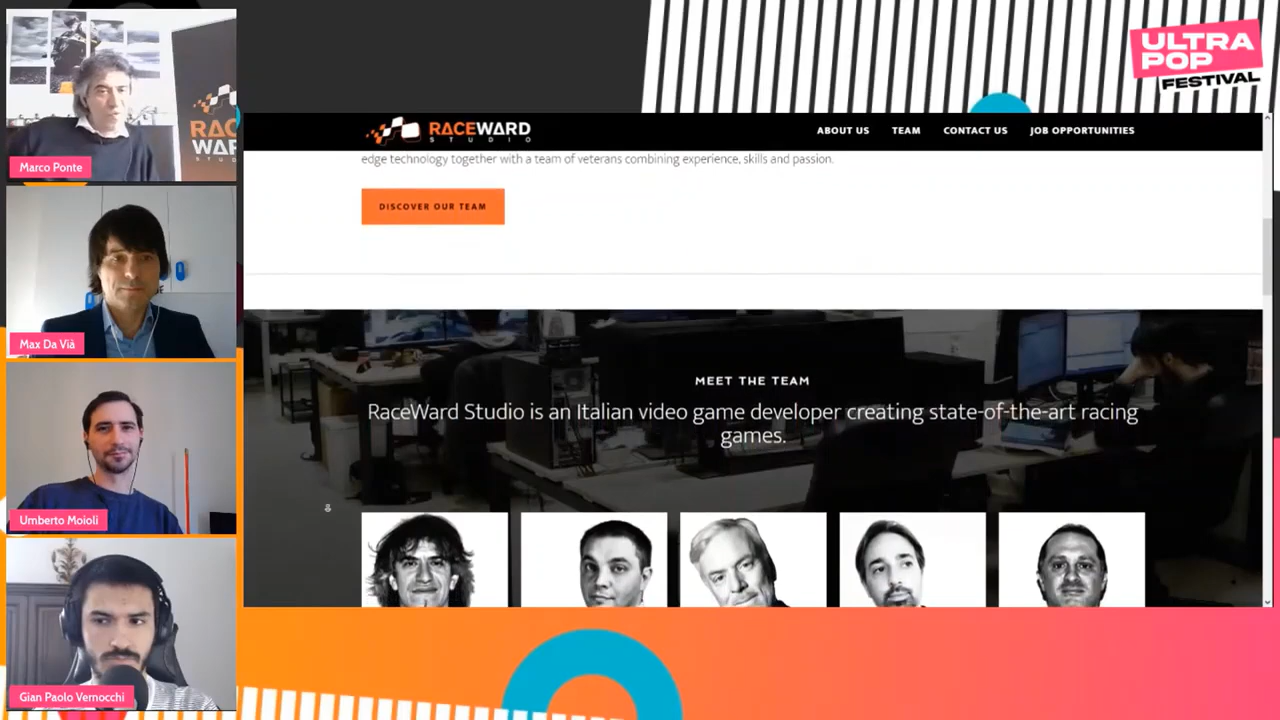 ULTRA
POP
FESTIVAL
Marco Ponte
RAC
WAR
Max Da Vià
Umberto Moioli
Gian Paolo Vernocchi
RACEWARD
STUDIO
ABOUT US
TEAM
CONTACT US
JOB OPPORTUNITIES
edge technology together with a team of veterans combining experience, skills and passion.
DISCOVER OUR TEAM
MEET THE TEAM
RaceWard Studio is an Italian video game developer creating state-of-the-art racing
games.